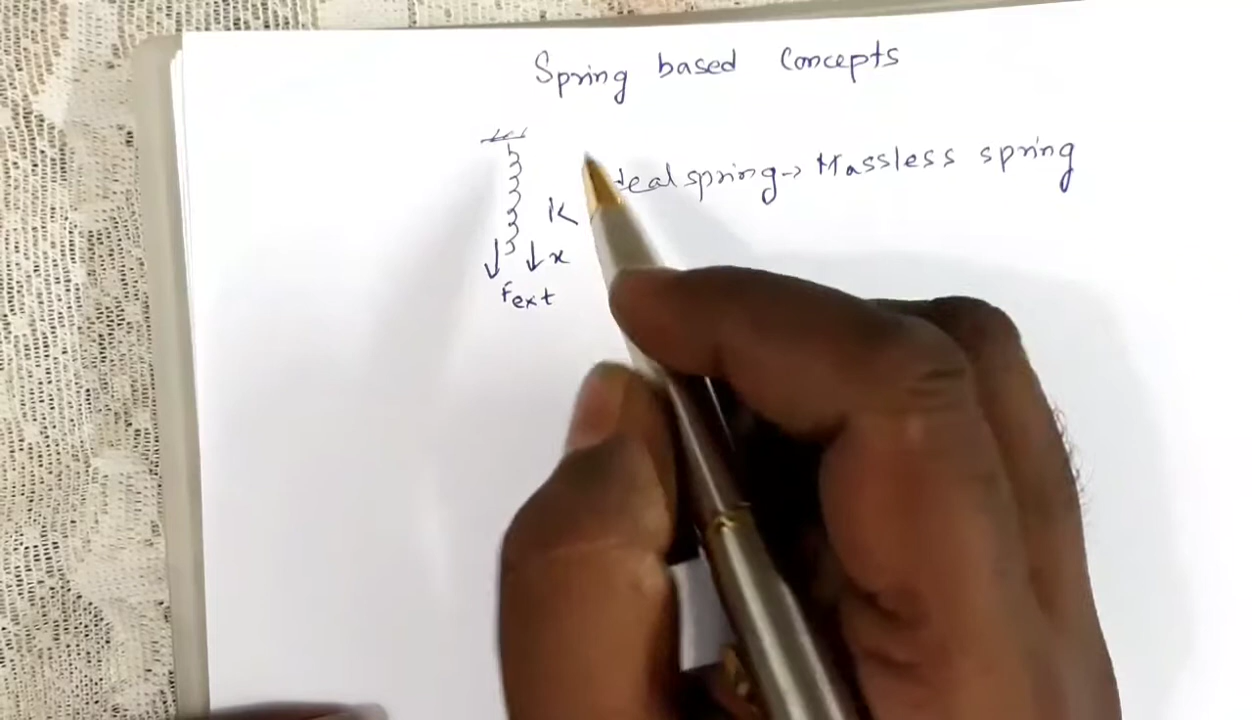 Spring based Concepts
deal spring → Massless spring
K
x
Fext